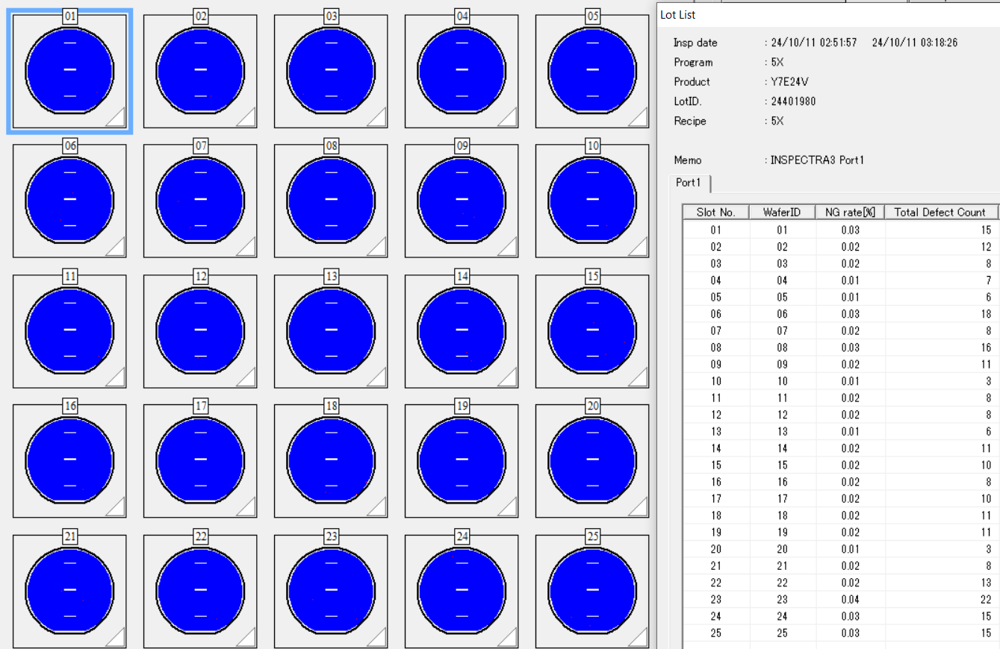 01 02 03 04 05
06 07 08 09 10
11 12 13 14 15
16 17 18 19 20
21 22 23 24 25
Lot List
Insp date : 24/10/11 02:51:57 24/10/11 03:18:26
Program : 5X
Product : Y7E24V
LotID. : 24401980
Recipe : 5X
Memo : INSPECTRA3 Port1
Port1
Slot No. WaferID NG rate[%] Total Defect Count
01 01 0.03 15
02 02 0.02 12
03 03 0.02 8
04 04 0.01 7
05 05 0.01 6
06 06 0.03 18
07 07 0.02 8
08 08 0.03 16
09 09 0.02 11
10 10 0.01 3
11 11 0.02 8
12 12 0.02 8
13 13 0.01 6
14 14 0.02 11
15 15 0.02 10
16 16 0.02 8
17 17 0.02 10
18 18 0.02 11
19 19 0.02 11
20 20 0.01 3
21 21 0.02 8
22 22 0.02 13
23 23 0.04 22
24 24 0.03 15
25 25 0.03 15